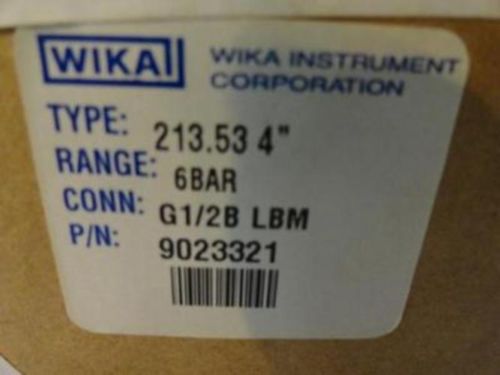 WIKA
WIKA INSTRUMENT
CORPORATION
TYPE: 213.53 4"
RANGE: 6BAR
CONN: G1/2B LBM
P/N: 9023321